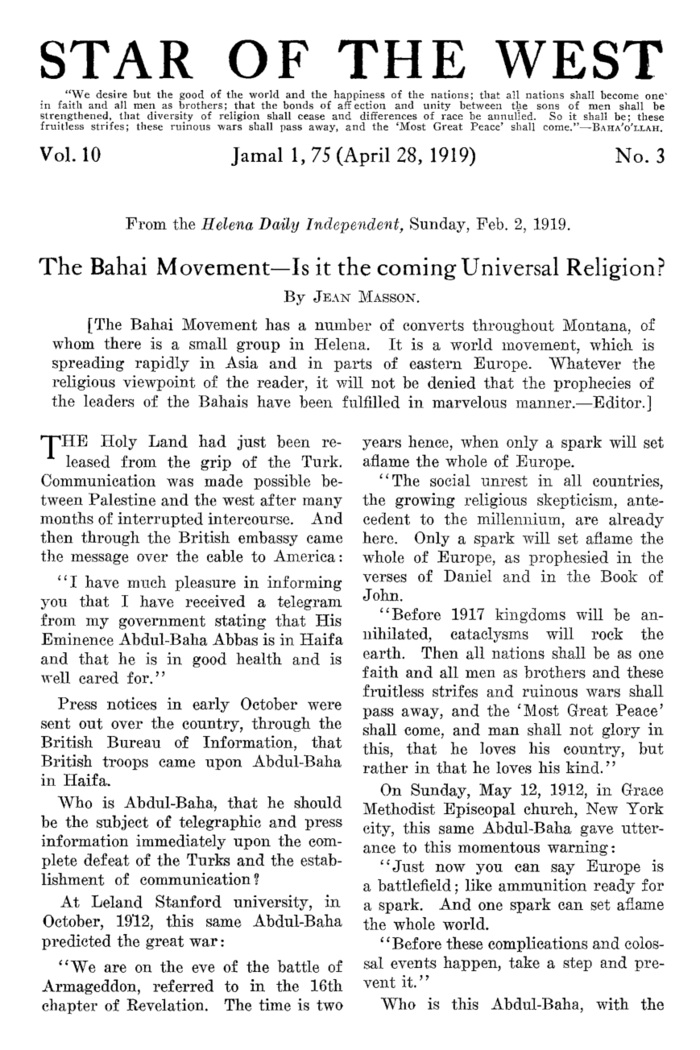 STAR OF THE WEST
"We desire but the good of the world and the happiness of the nations; that all nations shall become one
in faith and all men as brothers; that the bonds of affection and unity between the sons of men shall be
strengthened, that diversity of religion shall cease and differences of race be annulled. So it shall be; these
fruitless strifes; these ruinous wars shall pass away, and the 'Most Great Peace' shall come."—BAHA'O'LLAH.
Vol. 10 Jamal 1, 75 (April 28, 1919) No. 3
From the Helena Daily Independent, Sunday, Feb. 2, 1919.
The Bahai Movement—Is it the coming Universal Religion?
By JEAN MASSON.
[The Bahai Movement has a number of converts throughout Montana, of
whom there is a small group in Helena. It is a world movement, which is
spreading rapidly in Asia and in parts of eastern Europe. Whatever the
religious viewpoint of the reader, it will not be denied that the prophecies of
the leaders of the Bahais have been fulfilled in marvelous manner.—Editor.]
THE Holy Land had just been re-
leased from the grip of the Turk.
Communication was made possible be-
tween Palestine and the west after many
months of interrupted intercourse. And
then through the British embassy came
the message over the cable to America:
"I have much pleasure in informing
you that I have received a telegram
from my government stating that His
Eminence Abdul-Baha Abbas is in Haifa
and that he is in good health and is
well cared for."
Press notices in early October were
sent out over the country, through the
British Bureau of Information, that
British troops came upon Abdul-Baha
in Haifa.
Who is Abdul-Baha, that he should
be the subject of telegraphic and press
information immediately upon the com-
plete defeat of the Turks and the estab-
lishment of communication?
At Leland Stanford university, in
October, 1912, this same Abdul-Baha
predicted the great war:
"We are on the eve of the battle of
Armageddon, referred to in the 16th
chapter of Revelation. The time is two
years hence, when only a spark will set
aflame the whole of Europe.
"The social unrest in all countries,
the growing religious skepticism, ante-
cedent to the millennium, are already
here. Only a spark will set aflame the
whole of Europe, as prophesied in the
verses of Daniel and in the Book of
John.
"Before 1917 kingdoms will be an-
nihilated, cataclysms will rock the
earth. Then all nations shall be as one
faith and all men as brothers and these
fruitless strifes and ruinous wars shall
pass away, and the 'Most Great Peace'
shall come, and man shall not glory in
this, that he loves his country, but
rather in that he loves his kind."
On Sunday, May 12, 1912, in Grace
Methodist Episcopal church, New York
city, this same Abdul-Baha gave utter-
ance to this momentous warning:
"Just now you can say Europe is
a battlefield; like ammunition ready for
a spark. And one spark can set aflame
the whole world.
"Before these complications and colos-
sal events happen, take a step and pre-
vent it."
Who is this Abdul-Baha, with the